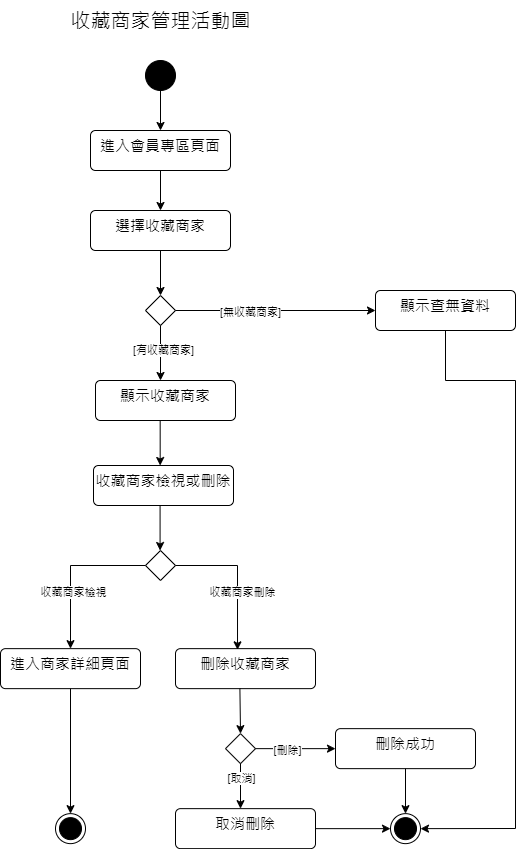 收藏商家管理活動圖
進入會員專區頁面
選擇收藏商家
[無收藏商家]
顯示查無資料
[有收藏商家]
顯示收藏商家
收藏商家檢視或刪除
收藏商家檢視
收藏商家刪除
進入商家詳細頁面
刪除收藏商家
[刪除]
刪除成功
[取消]
取消刪除